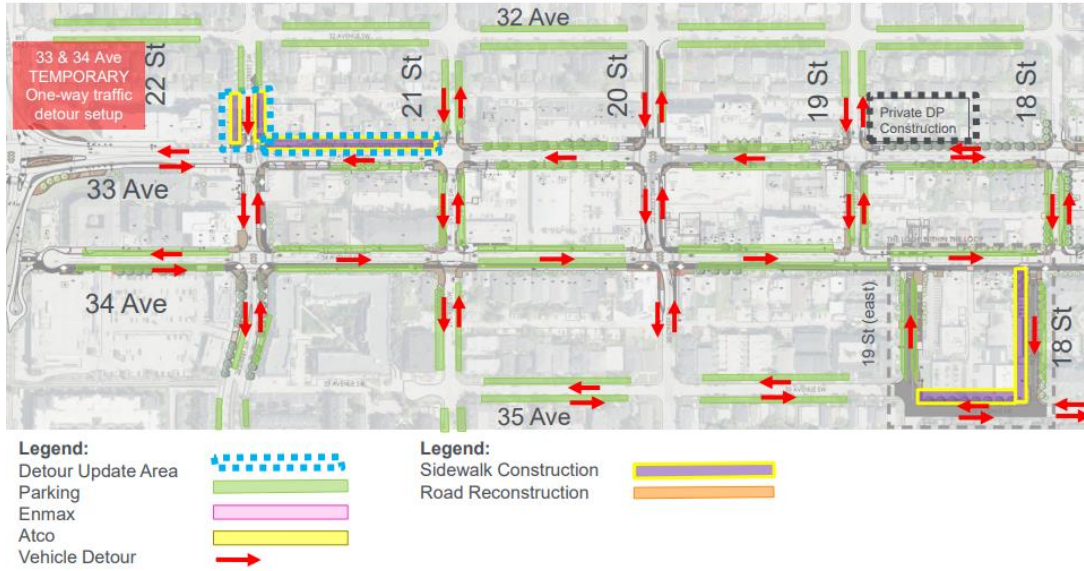 32 Ave
33 & 34 Ave
TEMPORARY
One-way traffic
detour setup
22 St
21 St
20 St
19 St
18 St
Private DP
Construction
33 Ave
34 Ave
19 St (east)
18 St
35 Ave
Legend:
Detour Update Area
Parking
Enmax
Atco
Vehicle Detour
Legend:
Sidewalk Construction
Road Reconstruction